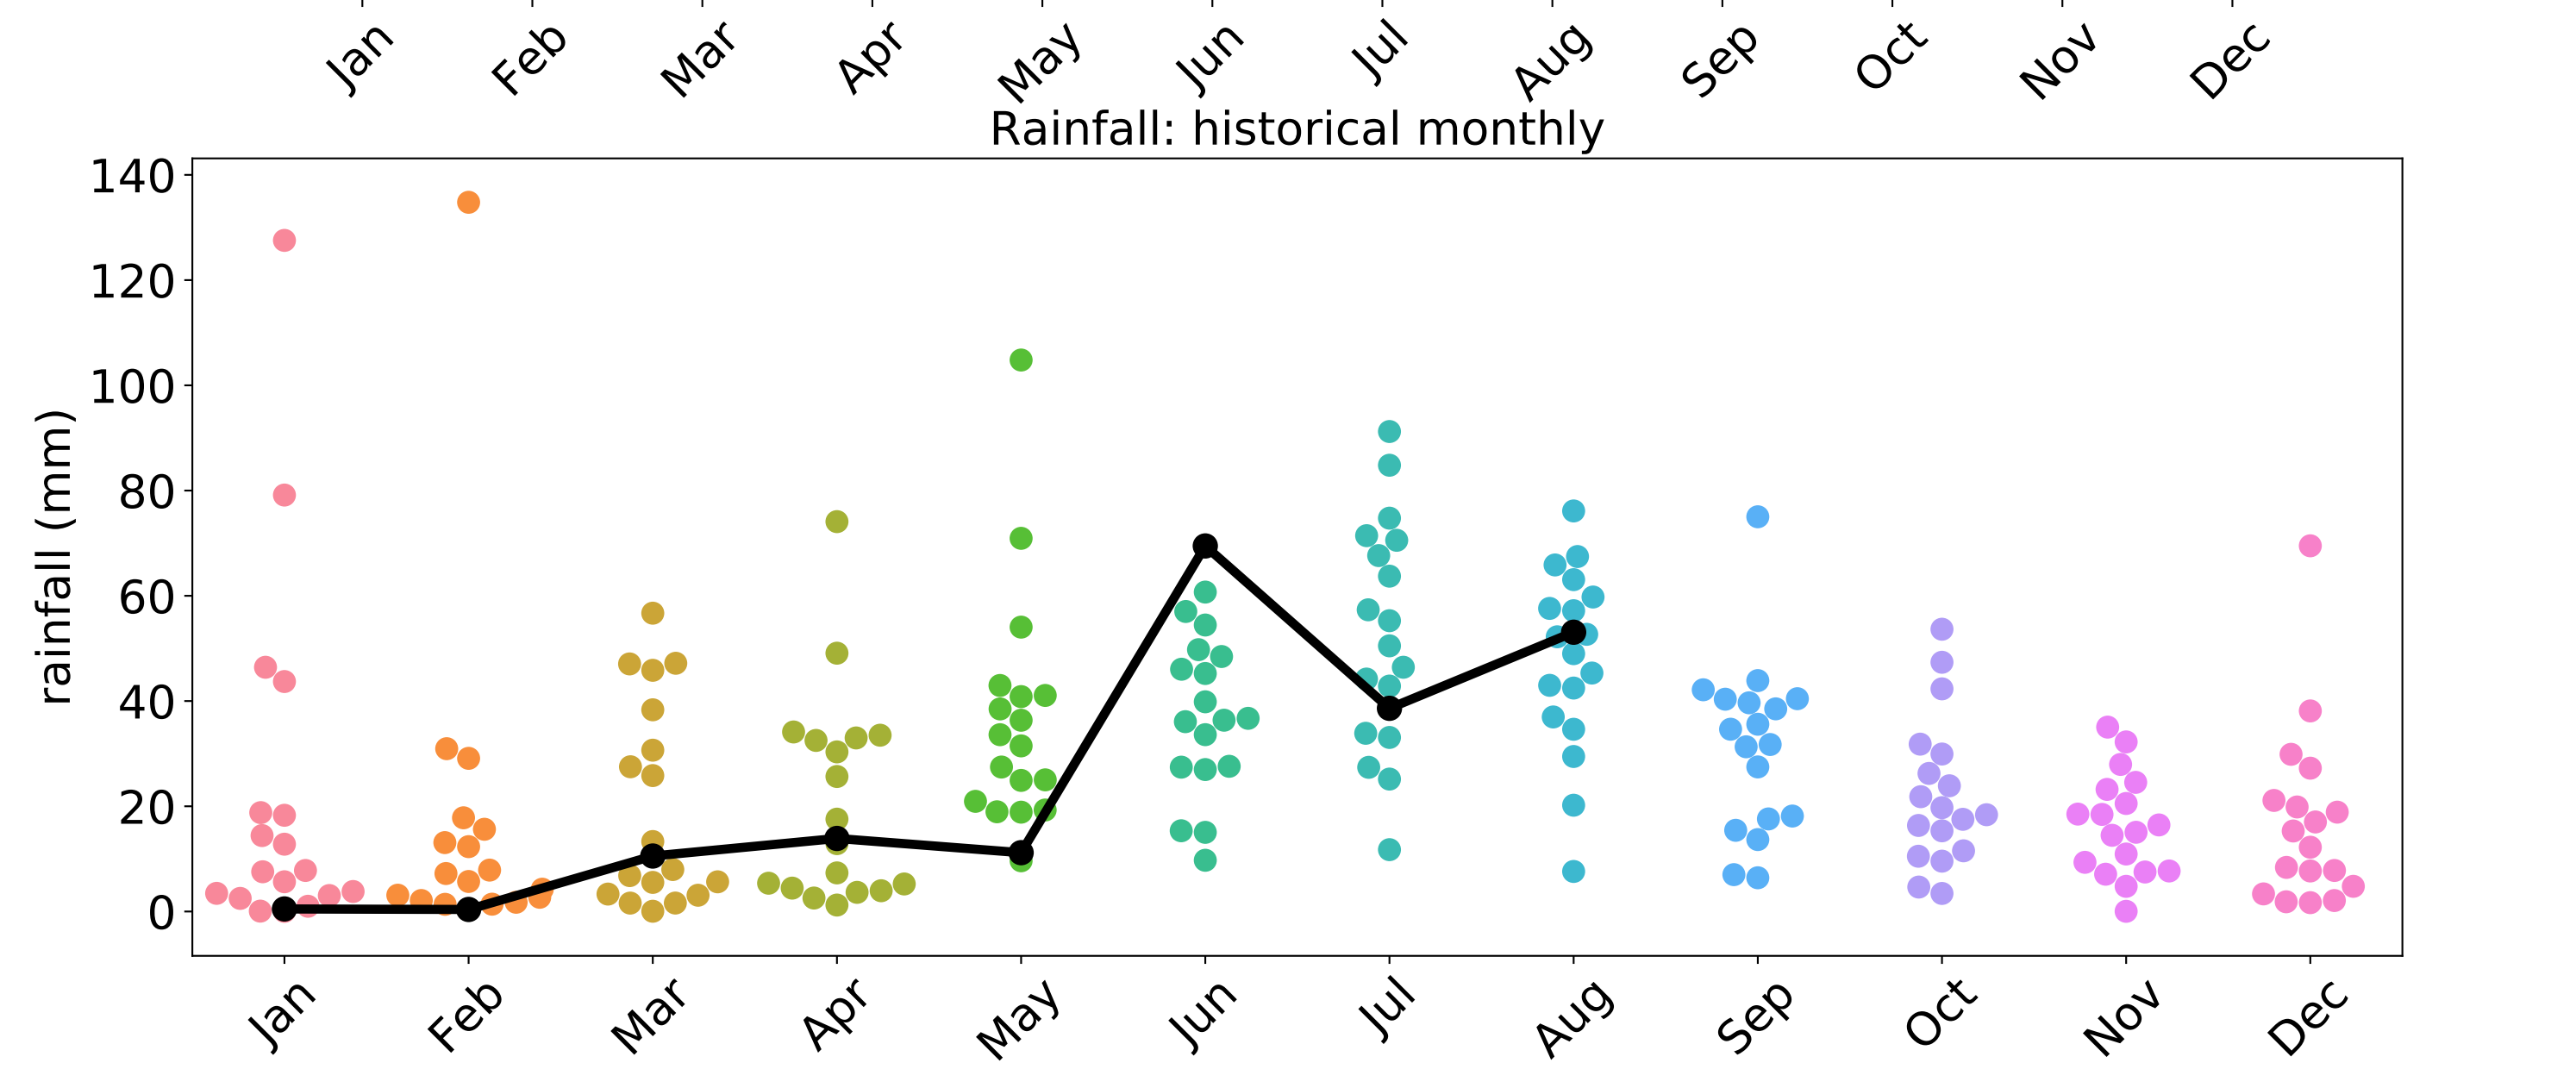 Jan Feb Mar Apr May Jun Jul Aug Sep Oct Nov Dec
Rainfall: historical monthly
140
120
100
80
60
40
20
0
rainfall (mm)
Jan Feb Mar Apr May Jun Jul Aug Sep Oct Nov Dec